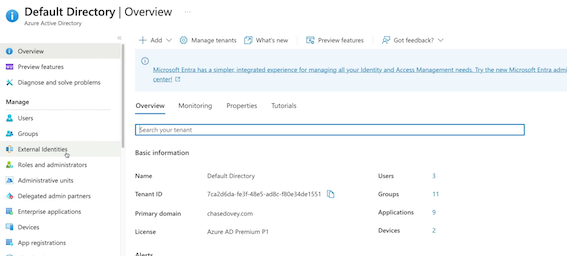 Default Directory | Overview
Azure Active Directory
Overview
Preview features
Diagnose and solve problems
Manage
Users
Groups
External Identities
Roles and administrators
Administrative units
Delegated admin partners
Enterprise applications
Devices
App registrations
Add
Manage tenants
What's new
Preview features
Got feedback?
Microsoft Entra has a simpler, integrated experience for managing all your Identity and Access Management needs. Try the new Microsoft Entra admi
center!
Overview Monitoring Properties Tutorials
Search your tenant
Basic information
Name Default Directory Users 3
Tenant ID 7ca2d6da-fe3f-48e5-ad8c-f80e34de1551 Groups 11
Primary domain chasedovey.com Applications 9
License Azure AD Premium P1 Devices 2
Alerts